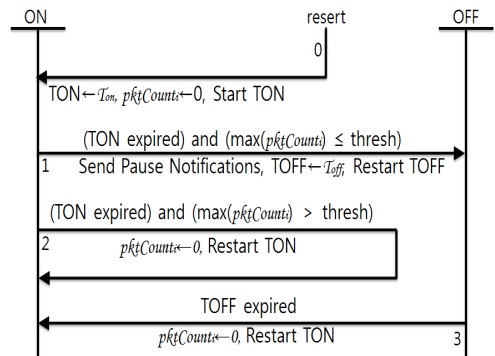 ON
resert
OFF
0
TON←Ton, pktCounti←0, Start TON
(TON expired) and (max(pktCounti) ≤ thresh)
1
Send Pause Notifications, TOFF←Toff, Restart TOFF
(TON expired) and (max(pktCounti) > thresh)
2
pktCounti←0, Restart TON
TOFF expired
pktCounti←0, Restart TON
3